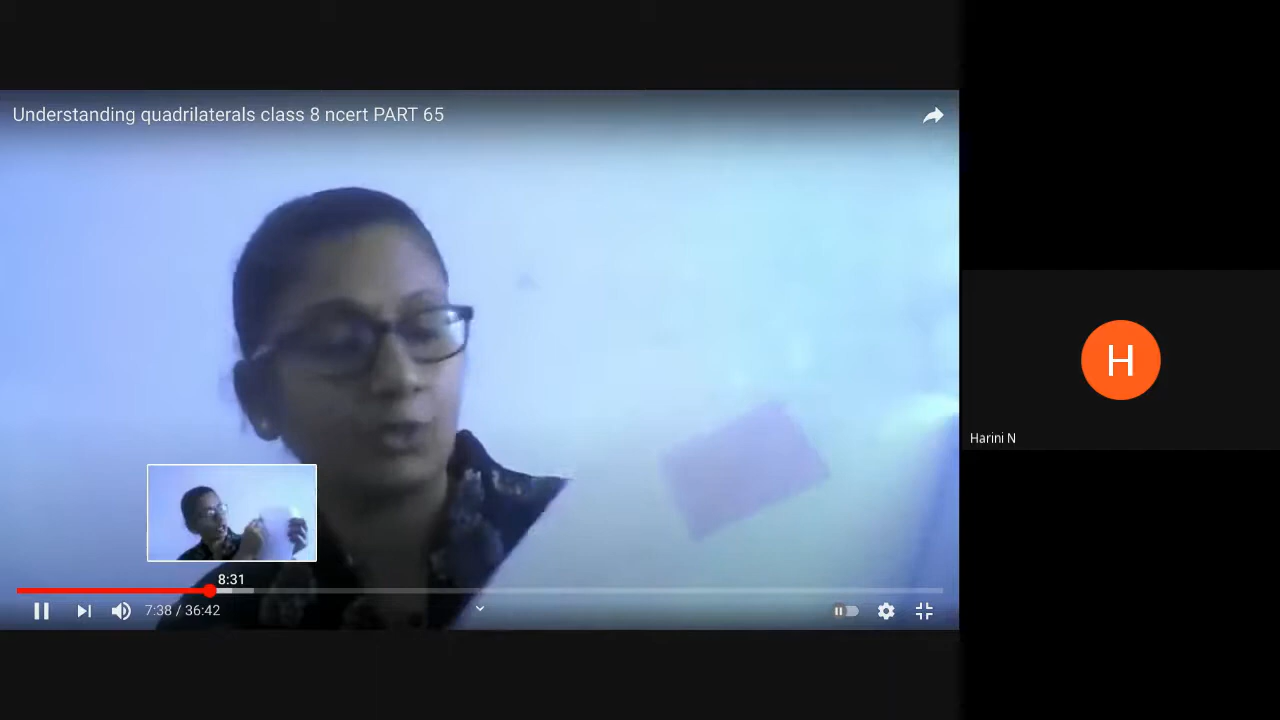 Understanding quadrilaterals class 8 ncert PART 65
H
Harini N
8:31
7:38 / 36:42